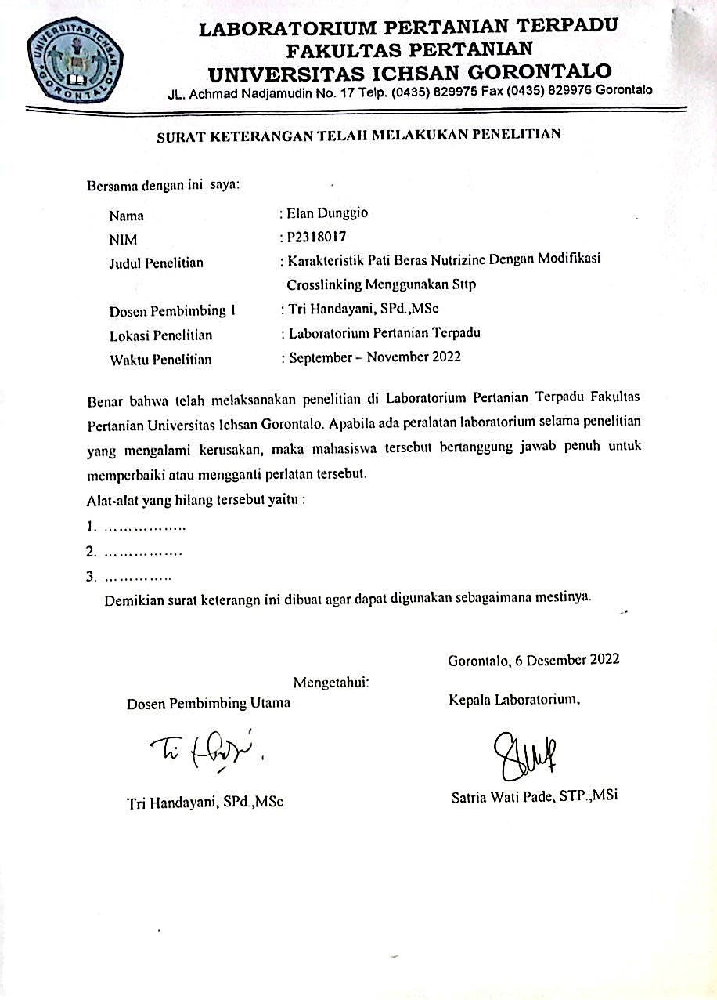 UNIVERSITAS ICHSAN
GORONTALO
LABORATORIUM PERTANIAN TERPADU
FAKULTAS PERTANIAN
UNIVERSITAS ICHSAN GORONTALO
JL. Achmad Nadjamudin No. 17 Telp. (0435) 829975 Fax (0435) 829976 Gorontalo
SURAT KETERANGAN TELAH MELAKUKAN PENELITIAN
Bersama dengan ini saya:
Nama : Elan Dunggio
NIM : P2318017
Judul Penelitian : Karakteristik Pati Beras Nutrizinc Dengan Modifikasi
Crosslinking Menggunakan Sttp
Dosen Pembimbing 1 : Tri Handayani, SPd.,MSc
Lokasi Penelitian : Laboratorium Pertanian Terpadu
Waktu Penelitian : September – November 2022
Benar bahwa telah melaksanakan penelitian di Laboratorium Pertanian Terpadu Fakultas
Pertanian Universitas Ichsan Gorontalo. Apabila ada peralatan laboratorium selama penelitian
yang mengalami kerusakan, maka mahasiswa tersebut bertanggung jawab penuh untuk
memperbaiki atau mengganti perlatan tersebut.
Alat-alat yang hilang tersebut yaitu :
1. ……………..
2. …………….
3. …………..
Demikian surat keterangn ini dibuat agar dapat digunakan sebagaimana mestinya.
Gorontalo, 6 Desember 2022
Mengetahui:
Dosen Pembimbing Utama
Kepala Laboratorium,
Tri Handayani, SPd.,MSc
Satria Wati Pade, STP.,MSi